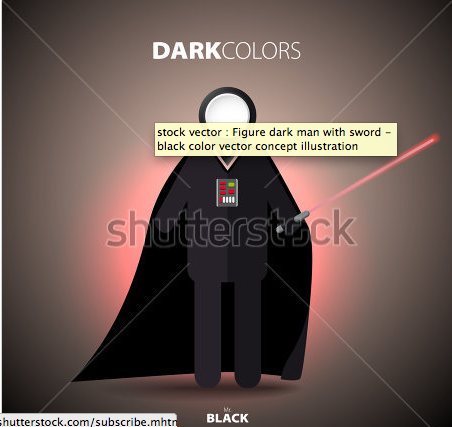 DARKCOLORS
stock vector : Figure dark man with sword -
black color vector concept illustration
shutterstock
Mr.
BLACK
shutterstock.com/subscribe.mhtm